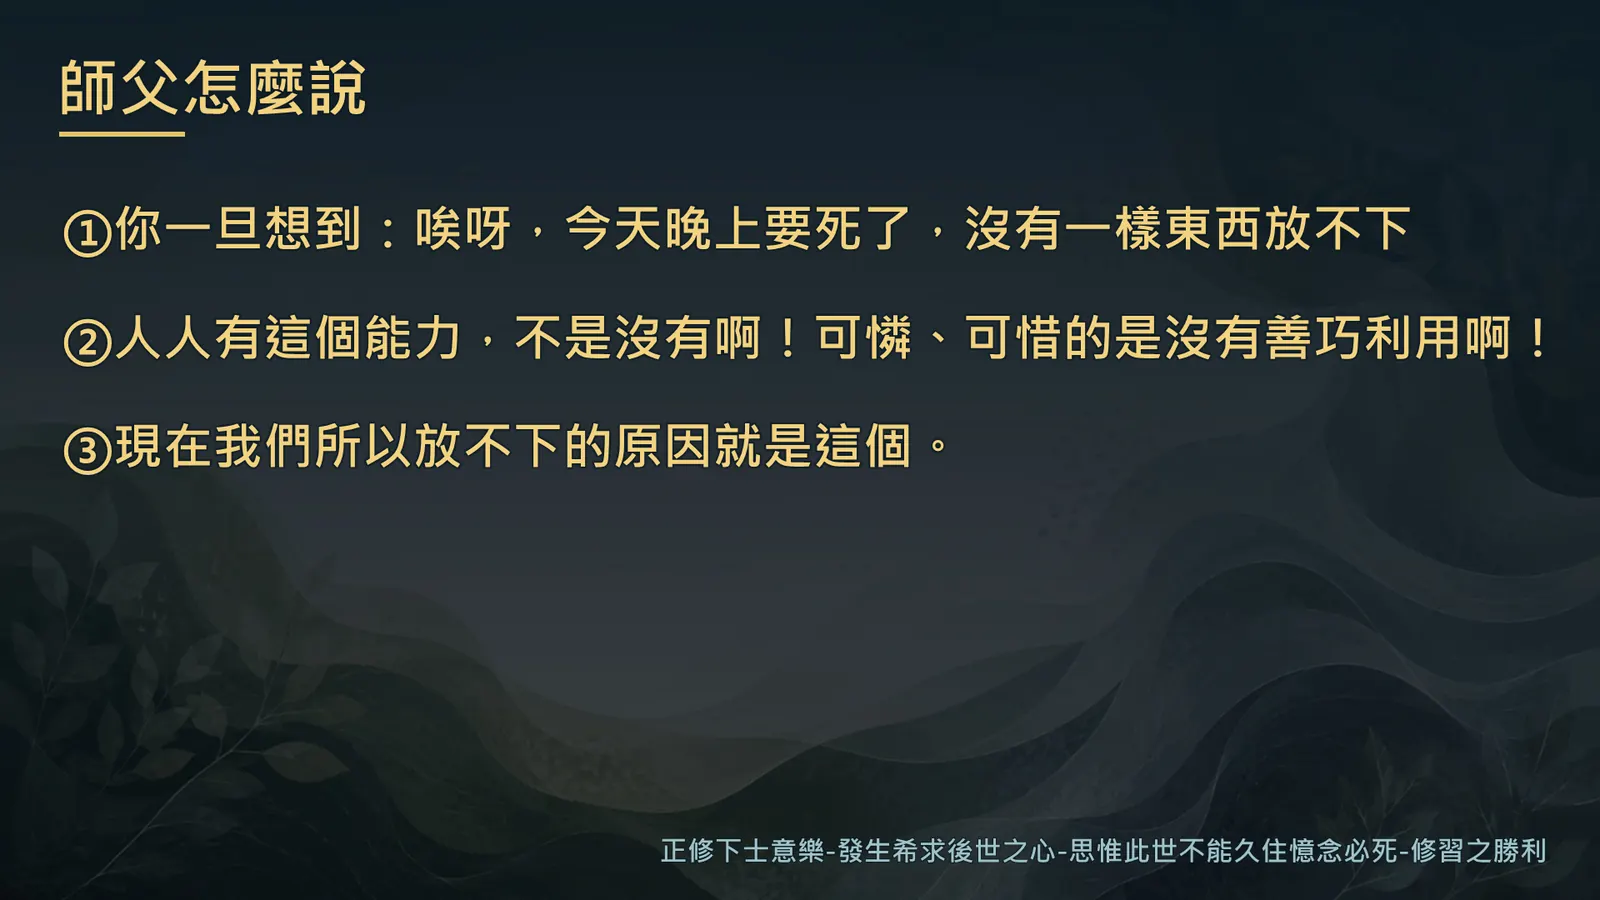 師父怎麼說
①你一旦想到：唉呀，今天晚上要死了，沒有一樣東西放不下
②人人有這個能力，不是沒有啊！可憐、可惜的是沒有善巧利用啊！
③現在我們所以放不下的原因就是這個。
正修下士意樂-發生希求後世之心-思惟此世不能久住憶念必死-修習之勝利